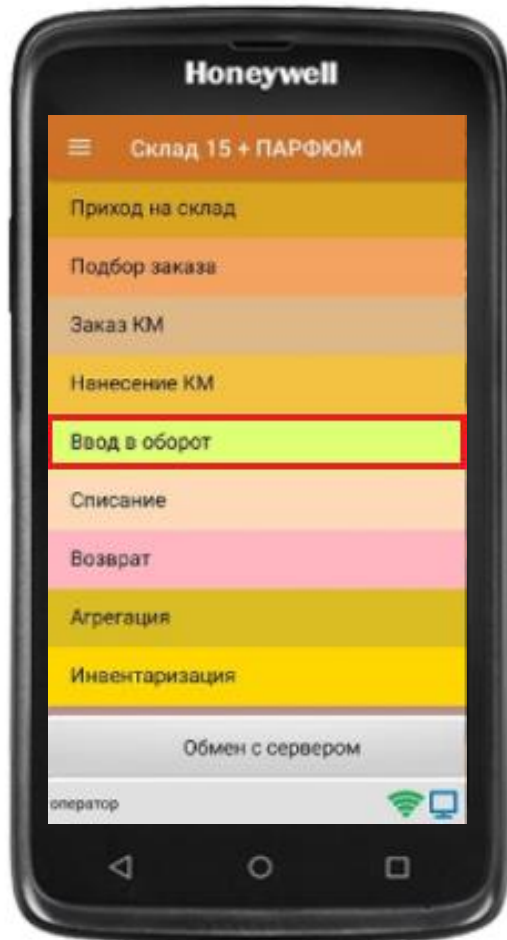 Honeywell
Склад 15 + ПАРФЮМ
Приход на склад
Подбор заказа
Заказ КМ
Нанесение КМ
Ввод в оборот
Списание
Возврат
Агрегация
Инвентаризация
Обмен с сервером
оператор